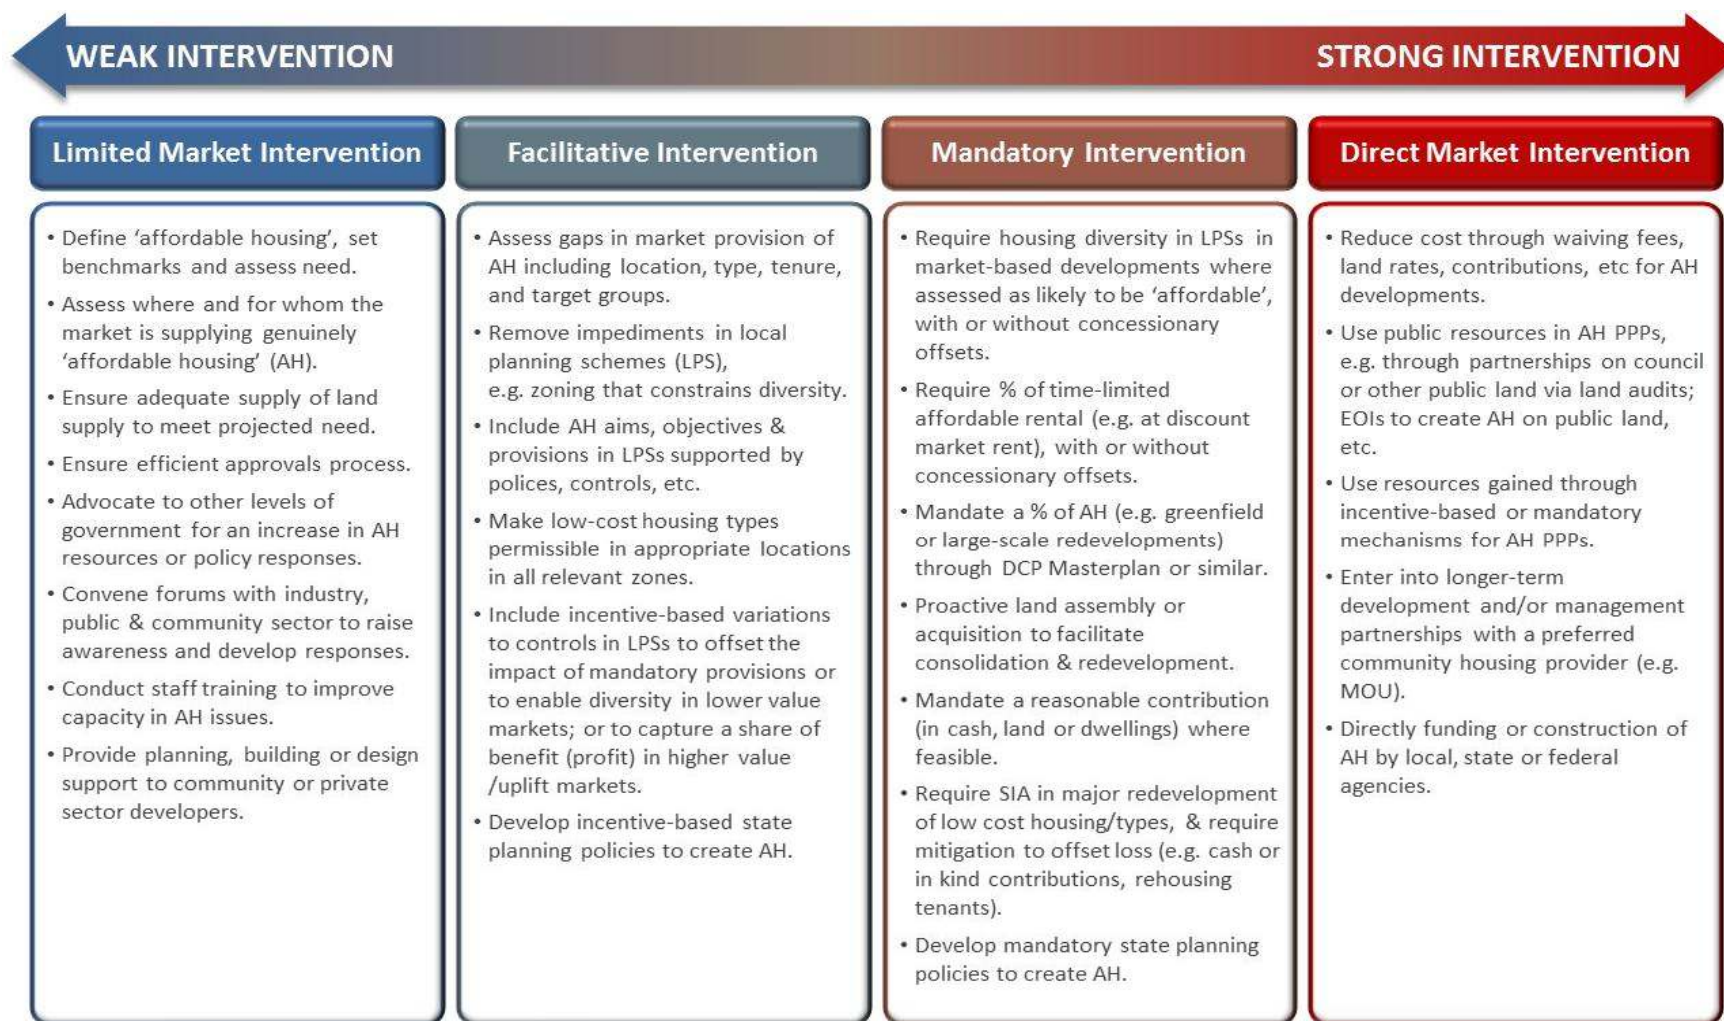 WEAK INTERVENTION
STRONG INTERVENTION
Limited Market Intervention
• Define ‘affordable housing’, set
benchmarks and assess need.
• Assess where and for whom the
market is supplying genuinely
‘affordable housing’ (AH).
• Ensure adequate supply of land
supply to meet projected need.
• Ensure efficient approvals process.
• Advocate to other levels of
government for an increase in AH
resources or policy responses.
• Convene forums with industry,
public & community sector to raise
awareness and develop responses.
• Conduct staff training to improve
capacity in AH issues.
• Provide planning, building or design
support to community or private
sector developers.
Facilitative Intervention
• Assess gaps in market provision of
AH including location, type, tenure,
and target groups.
• Remove impediments in local
planning schemes (LPS),
e.g. zoning that constrains diversity.
• Include AH aims, objectives &
provisions in LPSs supported by
polices, controls, etc.
• Make low-cost housing types
permissible in appropriate locations
in all relevant zones.
• Include incentive-based variations
to controls in LPSs to offset the
impact of mandatory provisions or
to enable diversity in lower value
markets; or to capture a share of
benefit (profit) in higher value
/uplift markets.
• Develop incentive-based state
planning policies to create AH.
Mandatory Intervention
• Require housing diversity in LPSs in
market-based developments where
assessed as likely to be ‘affordable’,
with or without concessionary
offsets.
• Require % of time-limited
affordable rental (e.g. at discount
market rent), with or without
concessionary offsets.
• Mandate a % of AH (e.g. greenfield
or large-scale redevelopments)
through DCP Masterplan or similar.
• Proactive land assembly or
acquisition to facilitate
consolidation & redevelopment.
• Mandate a reasonable contribution
(in cash, land or dwellings) where
feasible.
• Require SIA in major redevelopment
of low cost housing/types, & require
mitigation to offset loss (e.g. cash or
in kind contributions, rehousing
tenants).
• Develop mandatory state planning
policies to create AH.
Direct Market Intervention
• Reduce cost through waiving fees,
land rates, contributions, etc for AH
developments.
• Use public resources in AH PPPs,
e.g. through partnerships on council
or other public land via land audits;
EOIs to create AH on public land,
etc.
• Use resources gained through
incentive-based or mandatory
mechanisms for AH PPPs.
• Enter into longer-term
development and/or management
partnerships with a preferred
community housing provider (e.g.
MOU).
• Directly funding or construction of
AH by local, state or federal
agencies.